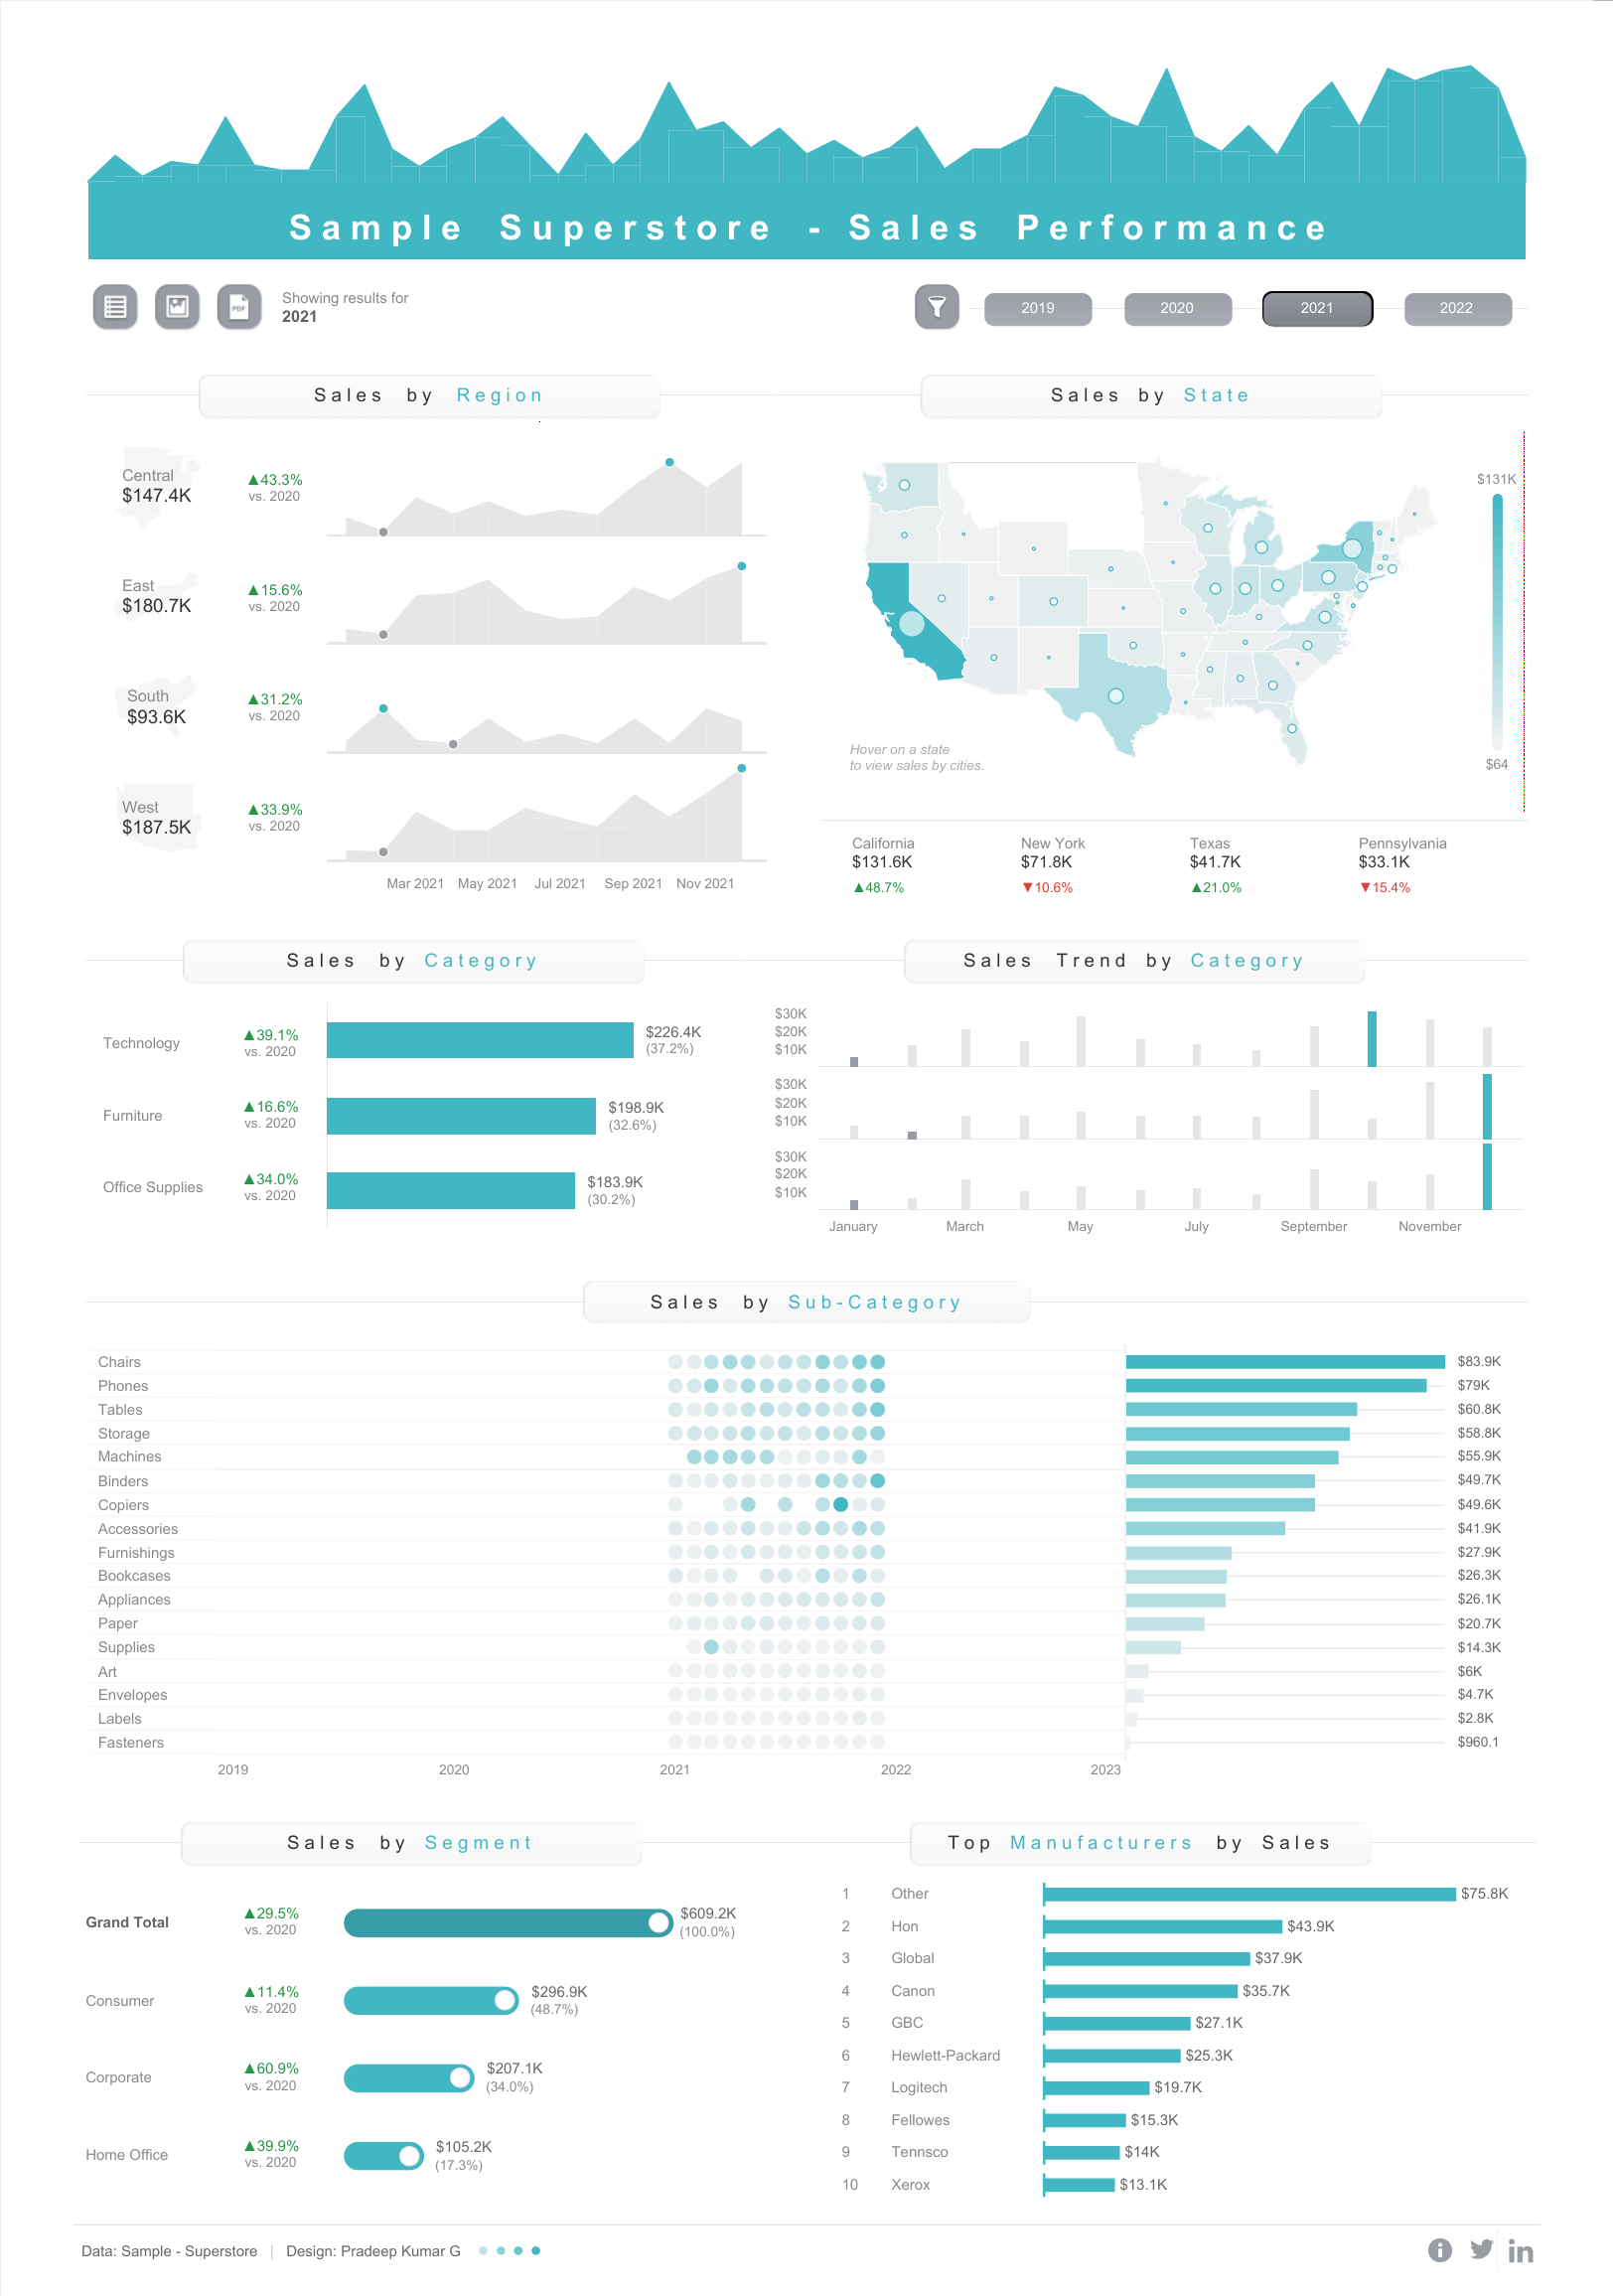 Sample Superstore - Sales Performance
Showing results for
2021
2019 2020 2021 2022
Sales by Region
Central
$147.4K
▲43.3%
vs. 2020
East
$180.7K
▲15.6%
vs. 2020
South
$93.6K
▲31.2%
vs. 2020
West
$187.5K
▲33.9%
vs. 2020
Mar 2021 May 2021 Jul 2021 Sep 2021 Nov 2021
Sales by State
$131K
$64
Hover on a state
to view sales by cities.
California
$131.6K
▲48.7%
New York
$71.8K
▼10.6%
Texas
$41.7K
▲21.0%
Pennsylvania
$33.1K
▼15.4%
Sales by Category
Technology
▲39.1%
vs. 2020
$226.4K
(37.2%)
Furniture
▲16.6%
vs. 2020
$198.9K
(32.6%)
Office Supplies
▲34.0%
vs. 2020
$183.9K
(30.2%)
Sales Trend by Category
$30K
$20K
$10K
$30K
$20K
$10K
$30K
$20K
$10K
January March May July September November
Sales by Sub-Category
Chairs $83.9K
Phones $79K
Tables $60.8K
Storage $58.8K
Machines $55.9K
Binders $49.7K
Copiers $49.6K
Accessories $41.9K
Furnishings $27.9K
Bookcases $26.3K
Appliances $26.1K
Paper $20.7K
Supplies $14.3K
Art $6K
Envelopes $4.7K
Labels $2.8K
Fasteners $960.1
2019 2020 2021 2022 2023
Sales by Segment
Grand Total
▲29.5%
vs. 2020
$609.2K
(100.0%)
Consumer
▲11.4%
vs. 2020
$296.9K
(48.7%)
Corporate
▲60.9%
vs. 2020
$207.1K
(34.0%)
Home Office
▲39.9%
vs. 2020
$105.2K
(17.3%)
Top Manufacturers by Sales
1 Other $75.8K
2 Hon $43.9K
3 Global $37.9K
4 Canon $35.7K
5 GBC $27.1K
6 Hewlett-Packard $25.3K
7 Logitech $19.7K
8 Fellowes $15.3K
9 Tennsco $14K
10 Xerox $13.1K
Data: Sample - Superstore | Design: Pradeep Kumar G